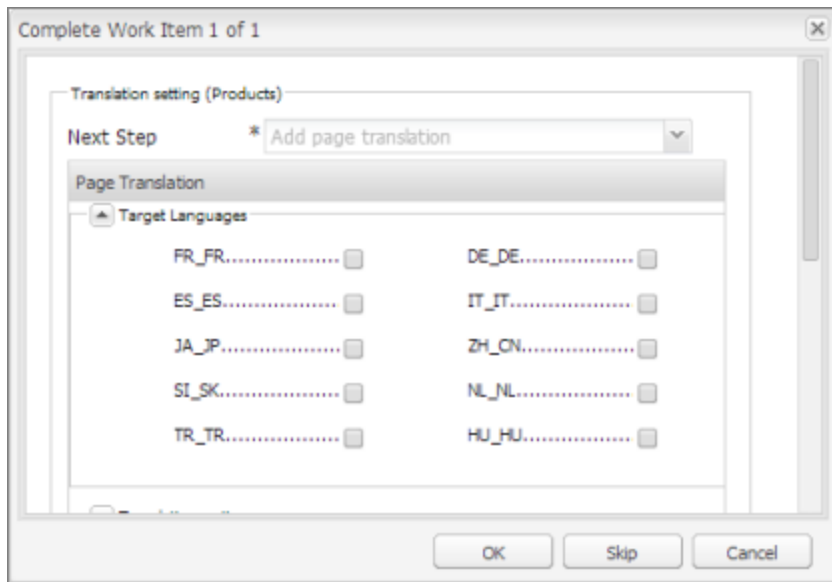 Complete Work Item 1 of 1
Translation setting (Products)
Next Step * Add page translation
Page Translation
Target Languages
FR_FR................... DE_DE...................
ES_ES................... IT_IT...................
JA_JP................... ZH_CN...................
SI_SK................... NL_NL...................
TR_TR................... HU_HU...................
OK Skip Cancel